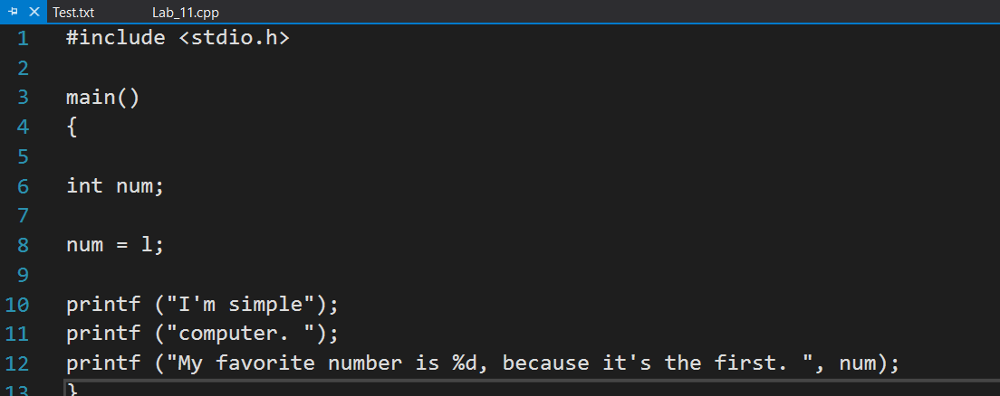 Test.txt Lab_11.cpp
1 #include <stdio.h>
2
3 main()
4 {
5
6 int num;
7
8 num = l;
9
10 printf ("I'm simple");
11 printf ("computer. ");
12 printf ("My favorite number is %d, because it's the first. ", num);
13 }